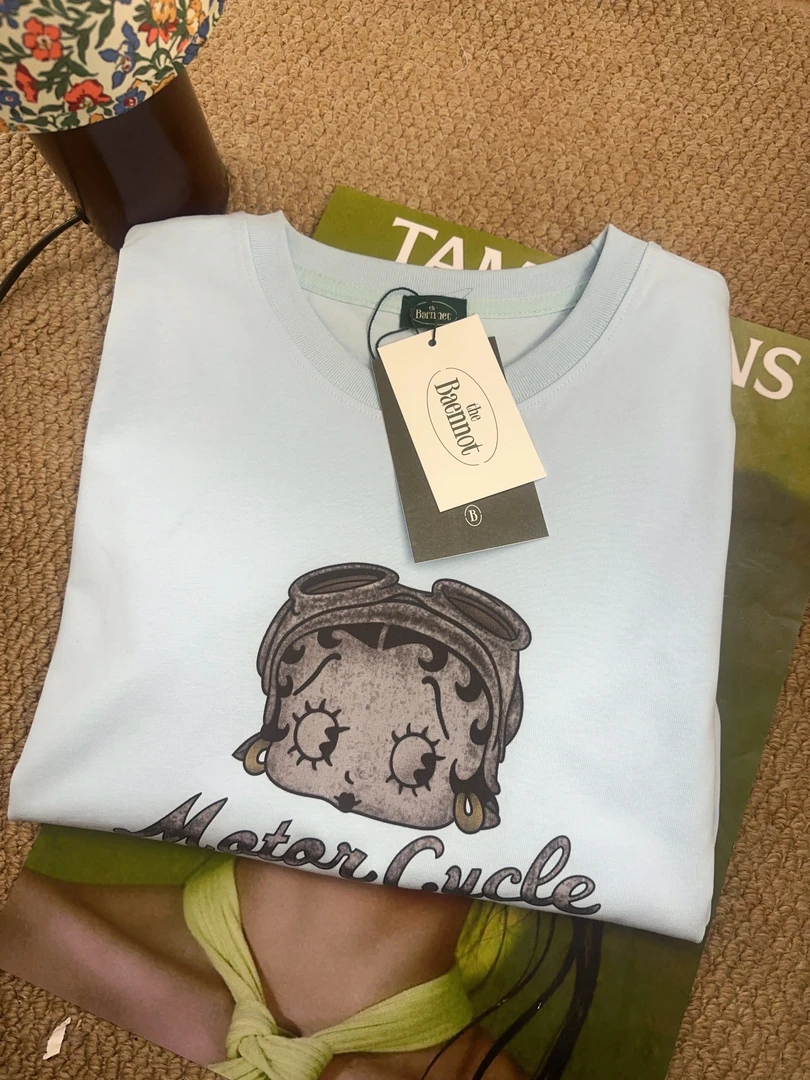 TAM
NS
the
Baennot
the
Baennot
B
Motor Cycle